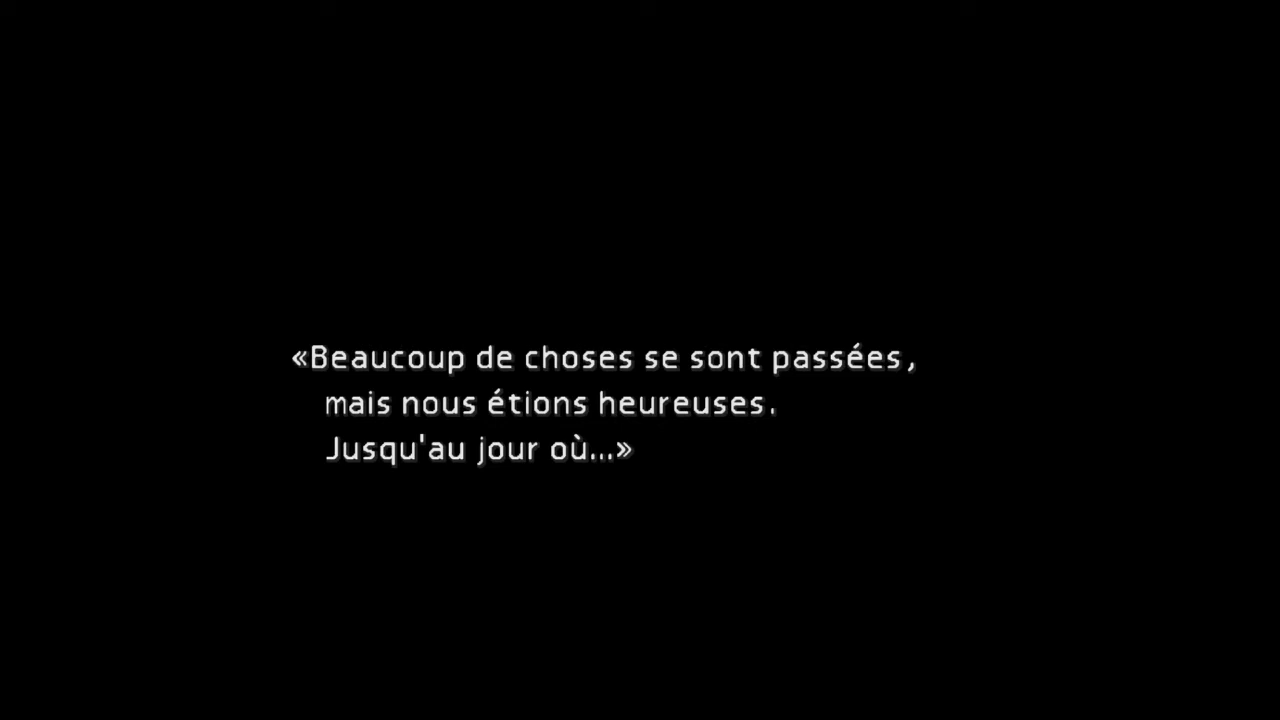 «Beaucoup de choses se sont passées,
mais nous étions heureuses.
Jusqu'au jour où...»